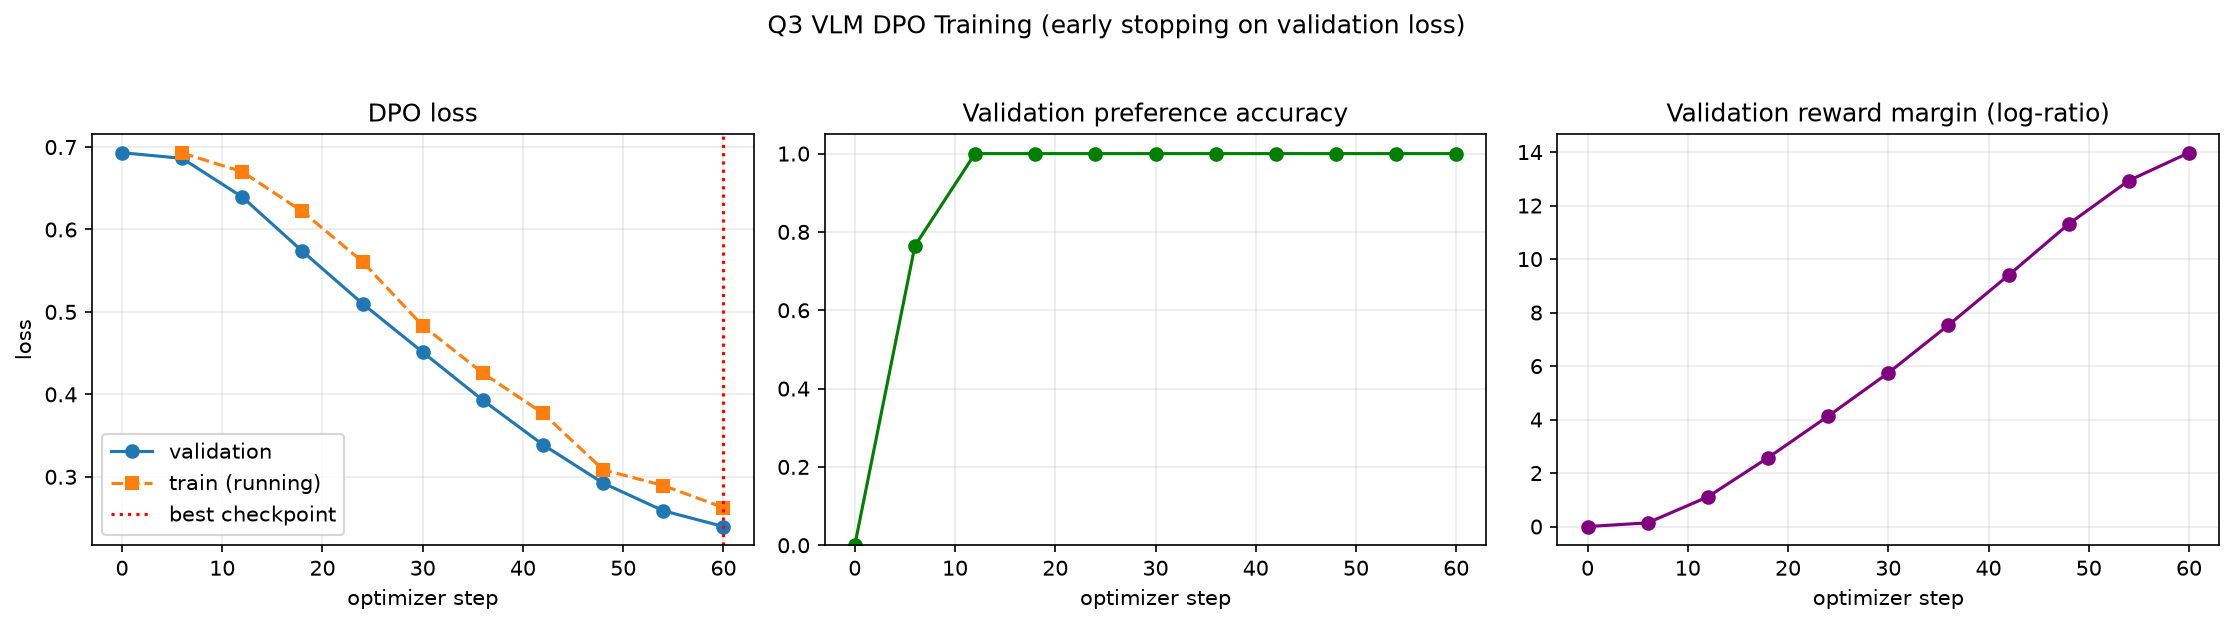 Q3 VLM DPO Training (early stopping on validation loss)
DPO loss
loss
0.7
0.6
0.5
0.4
0.3
validation
train (running)
best checkpoint
0 10 20 30 40 50 60
optimizer step
Validation preference accuracy
1.0
0.8
0.6
0.4
0.2
0.0
0 10 20 30 40 50 60
optimizer step
Validation reward margin (log-ratio)
14
12
10
8
6
4
2
0
0 10 20 30 40 50 60
optimizer step